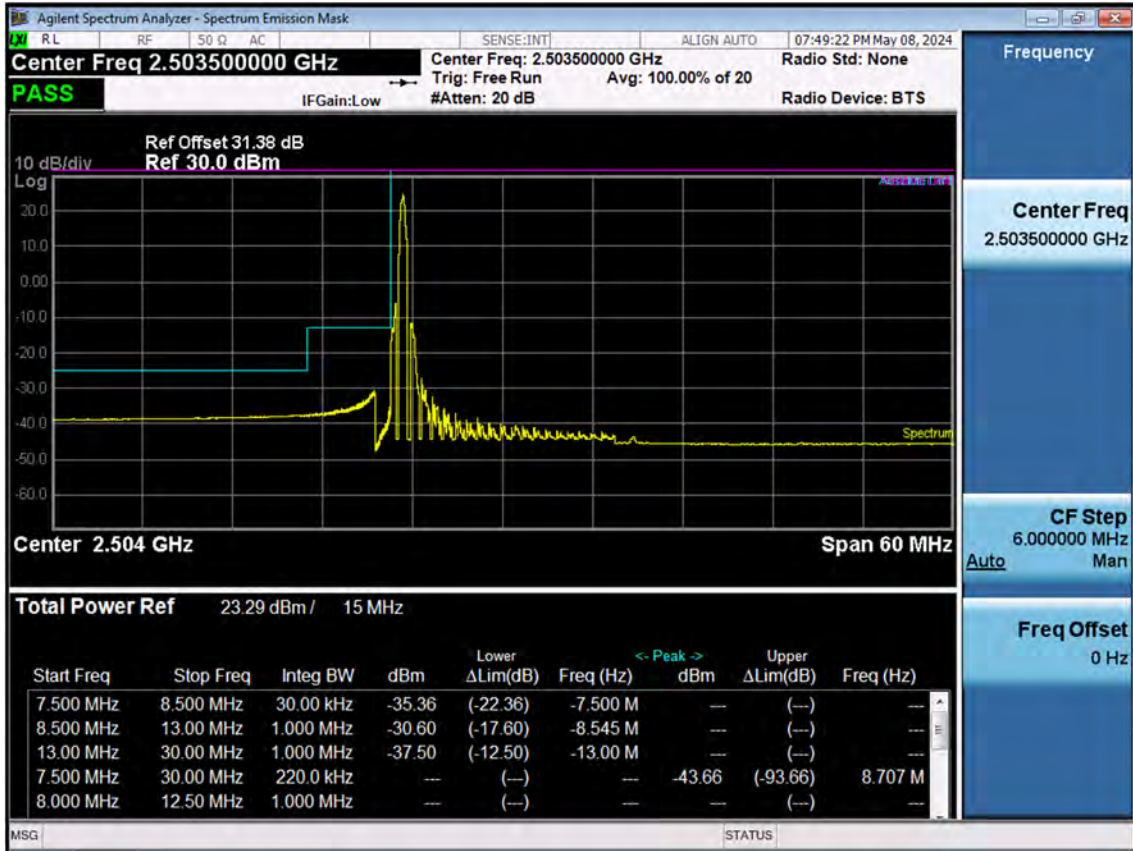 Agilent Spectrum Analyzer - Spectrum Emission Mask
LXI RL RF 50 Ω AC SENSE:INT ALIGN AUTO 07:49:22 PM May 08, 2024
Center Freq 2.503500000 GHz
Center Freq: 2.503500000 GHz
Radio Std: None
PASS
Trig: Free Run Avg: 100.00% of 20
IFGain:Low
#Atten: 20 dB
Radio Device: BTS
Ref Offset 31.38 dB
10 dB/div Ref 30.0 dBm
Log
Absolute Limit
20.0
10.0
0.00
-10.0
-20.0
-30.0
-40.0
Spectrum
-50.0
-60.0
Center 2.504 GHz Span 60 MHz
Total Power Ref 23.29 dBm / 15 MHz
Lower <- Peak -> Upper
Start Freq Stop Freq Integ BW dBm ΔLim(dB) Freq (Hz) dBm ΔLim(dB) Freq (Hz)
7.500 MHz 8.500 MHz 30.00 kHz -35.36 (-22.36) -7.500 M --- (---) ---
8.500 MHz 13.00 MHz 1.000 MHz -30.60 (-17.60) -8.545 M --- (---) ---
13.00 MHz 30.00 MHz 1.000 MHz -37.50 (-12.50) -13.00 M --- (---) ---
7.500 MHz 30.00 MHz 220.0 kHz --- (---) --- -43.66 (-93.66) 8.707 M
8.000 MHz 12.50 MHz 1.000 MHz --- (---) --- --- (---) ---
MSG STATUS
Frequency
Center Freq
2.503500000 GHz
CF Step
6.000000 MHz
Auto Man
Freq Offset
0 Hz